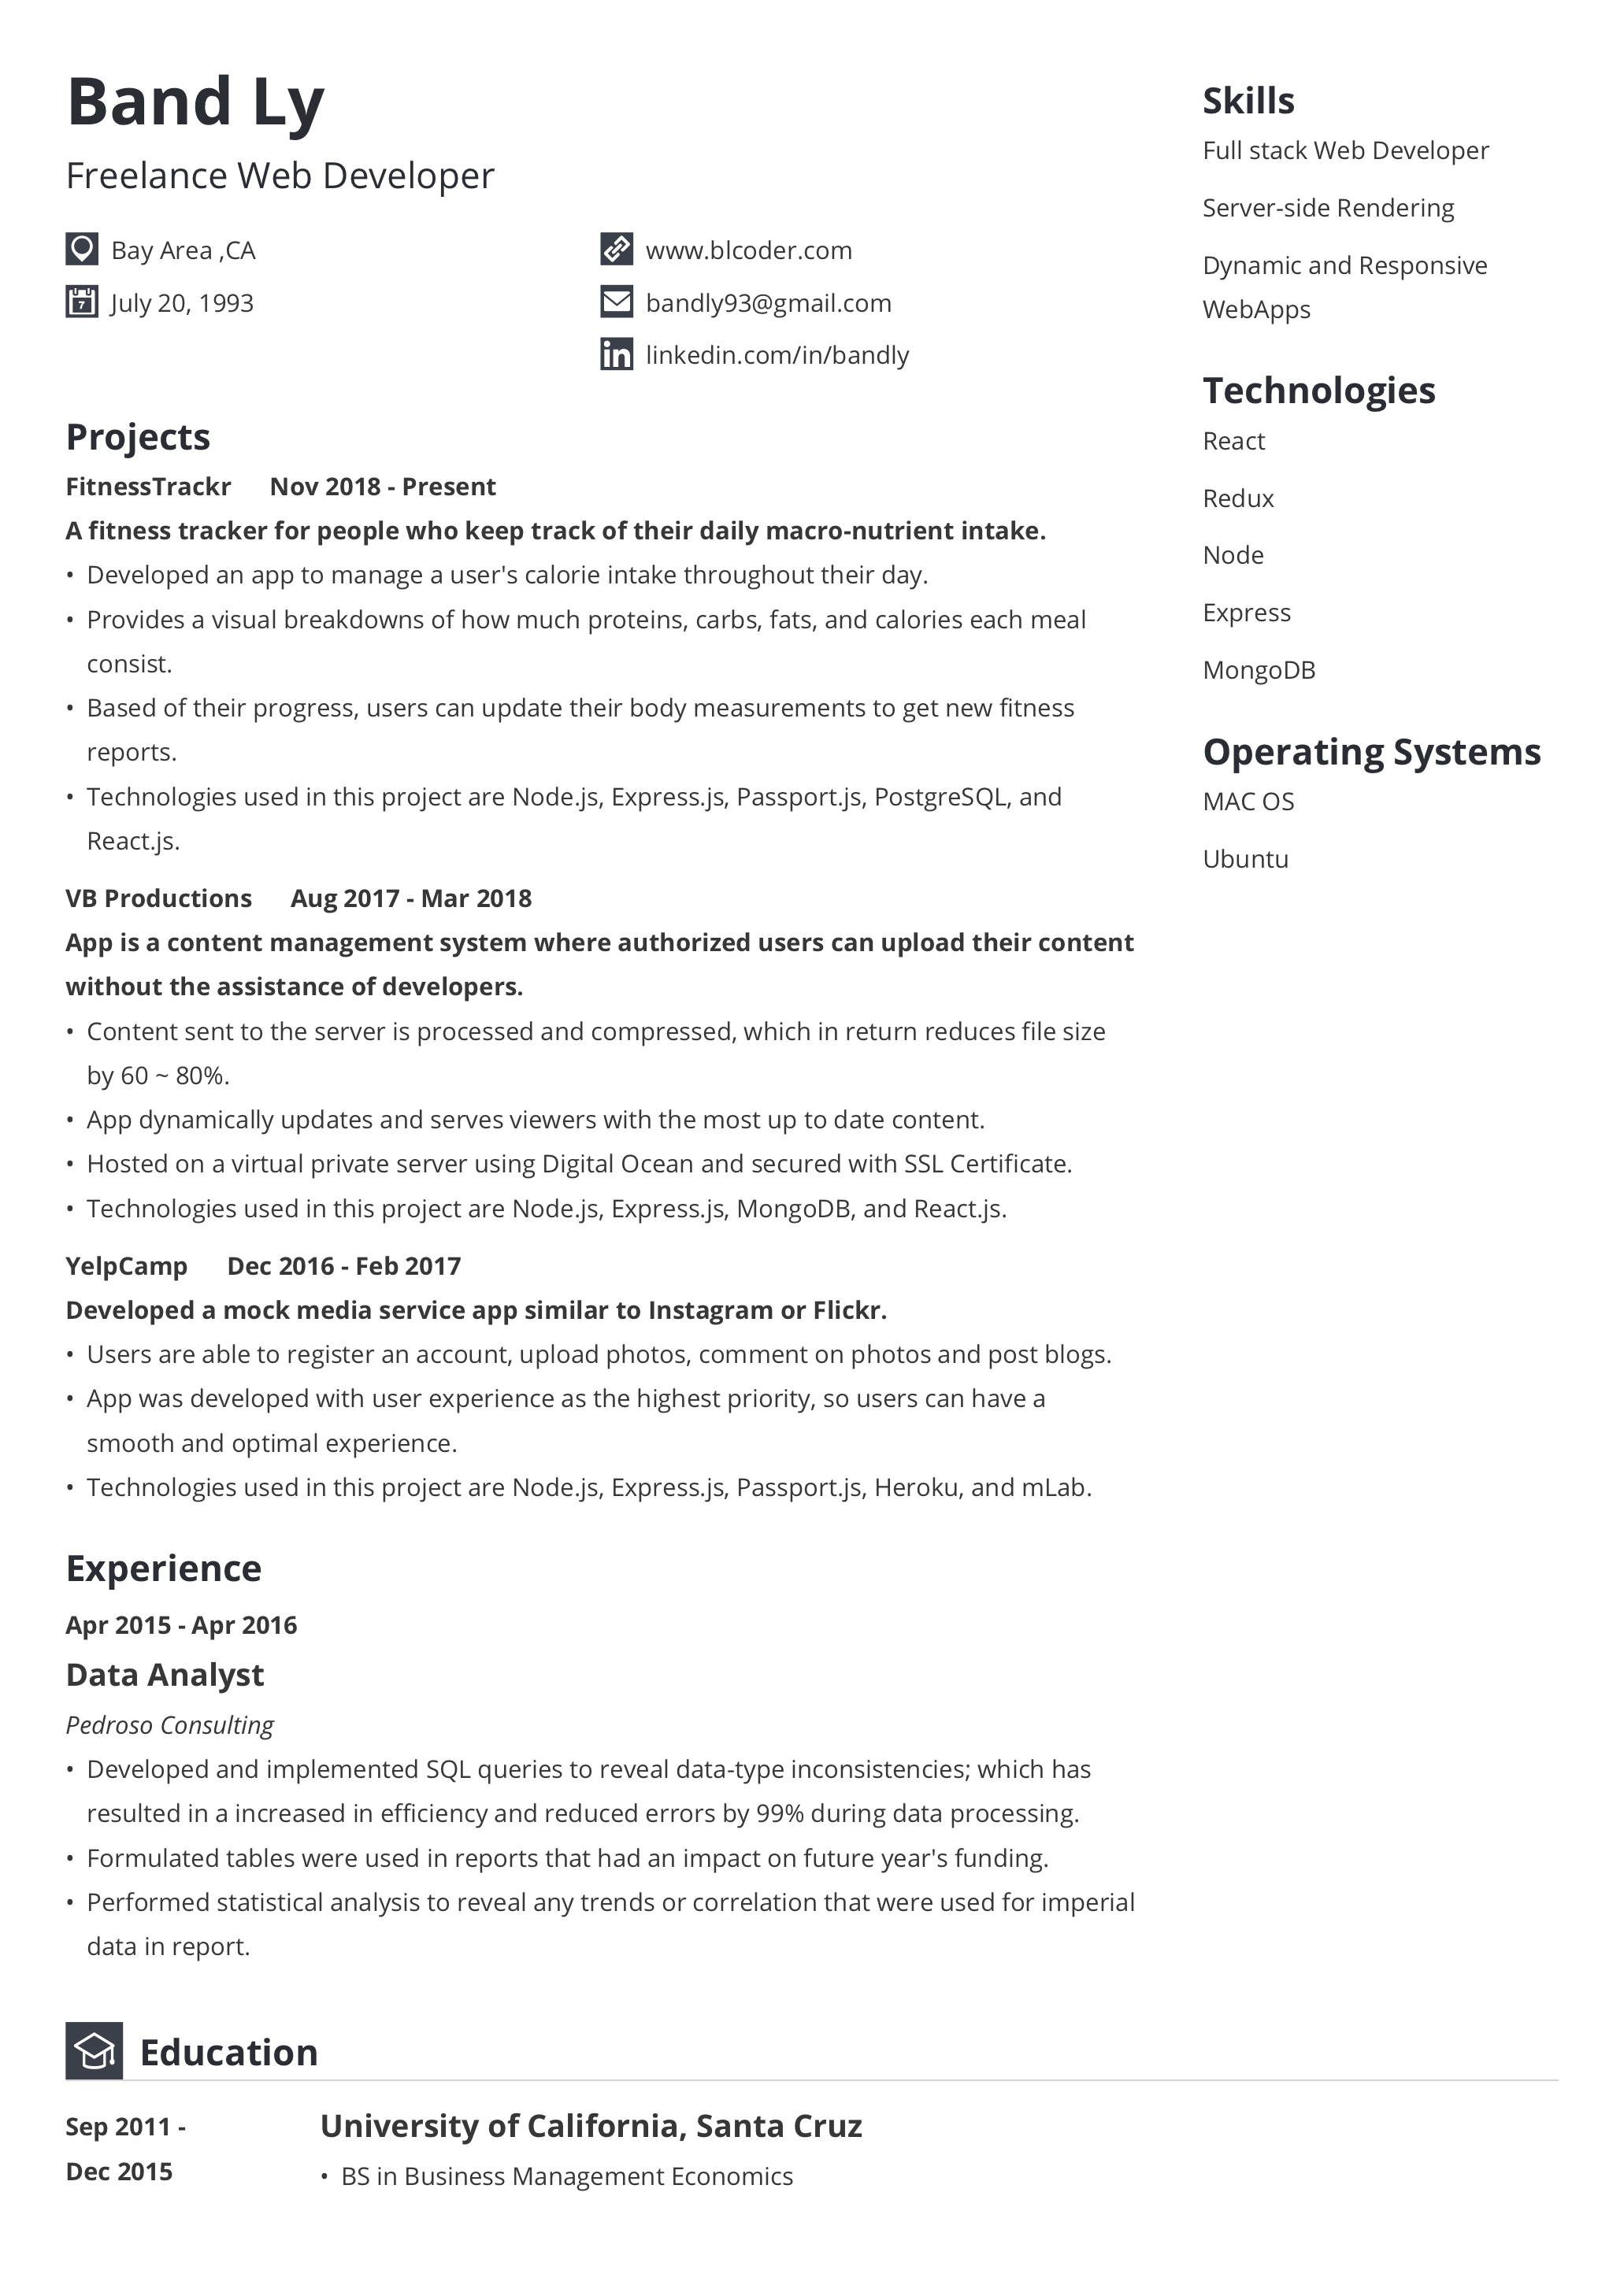 Band Ly
Freelance Web Developer
Bay Area ,CA
July 20, 1993
www.blcoder.com
bandly93@gmail.com
linkedin.com/in/bandly
Projects
FitnessTrackr Nov 2018 - Present
A fitness tracker for people who keep track of their daily macro-nutrient intake.
• Developed an app to manage a user's calorie intake throughout their day.
• Provides a visual breakdowns of how much proteins, carbs, fats, and calories each meal
consist.
• Based of their progress, users can update their body measurements to get new fitness
reports.
• Technologies used in this project are Node.js, Express.js, Passport.js, PostgreSQL, and
React.js.
VB Productions Aug 2017 - Mar 2018
App is a content management system where authorized users can upload their content
without the assistance of developers.
• Content sent to the server is processed and compressed, which in return reduces file size
by 60 ~ 80%.
• App dynamically updates and serves viewers with the most up to date content.
• Hosted on a virtual private server using Digital Ocean and secured with SSL Certificate.
• Technologies used in this project are Node.js, Express.js, MongoDB, and React.js.
YelpCamp Dec 2016 - Feb 2017
Developed a mock media service app similar to Instagram or Flickr.
• Users are able to register an account, upload photos, comment on photos and post blogs.
• App was developed with user experience as the highest priority, so users can have a
smooth and optimal experience.
• Technologies used in this project are Node.js, Express.js, Passport.js, Heroku, and mLab.
Experience
Apr 2015 - Apr 2016
Data Analyst
Pedroso Consulting
• Developed and implemented SQL queries to reveal data-type inconsistencies; which has
resulted in a increased in efficiency and reduced errors by 99% during data processing.
• Formulated tables were used in reports that had an impact on future year's funding.
• Performed statistical analysis to reveal any trends or correlation that were used for imperial
data in report.
Skills
Full stack Web Developer
Server-side Rendering
Dynamic and Responsive
WebApps
Technologies
React
Redux
Node
Express
MongoDB
Operating Systems
MAC OS
Ubuntu
Education
Sep 2011 -
Dec 2015
University of California, Santa Cruz
• BS in Business Management Economics